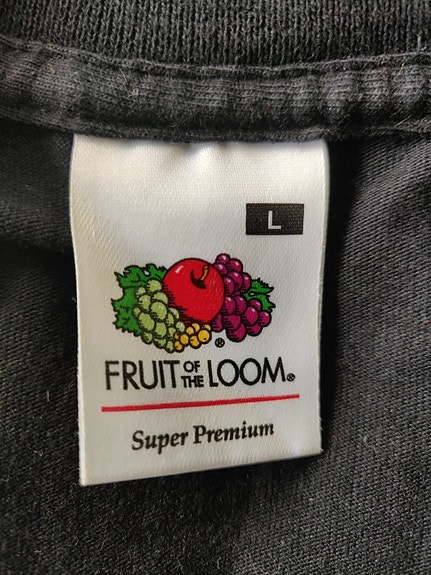 L
®
FRUIT OF THE LOOM®
Super Premium